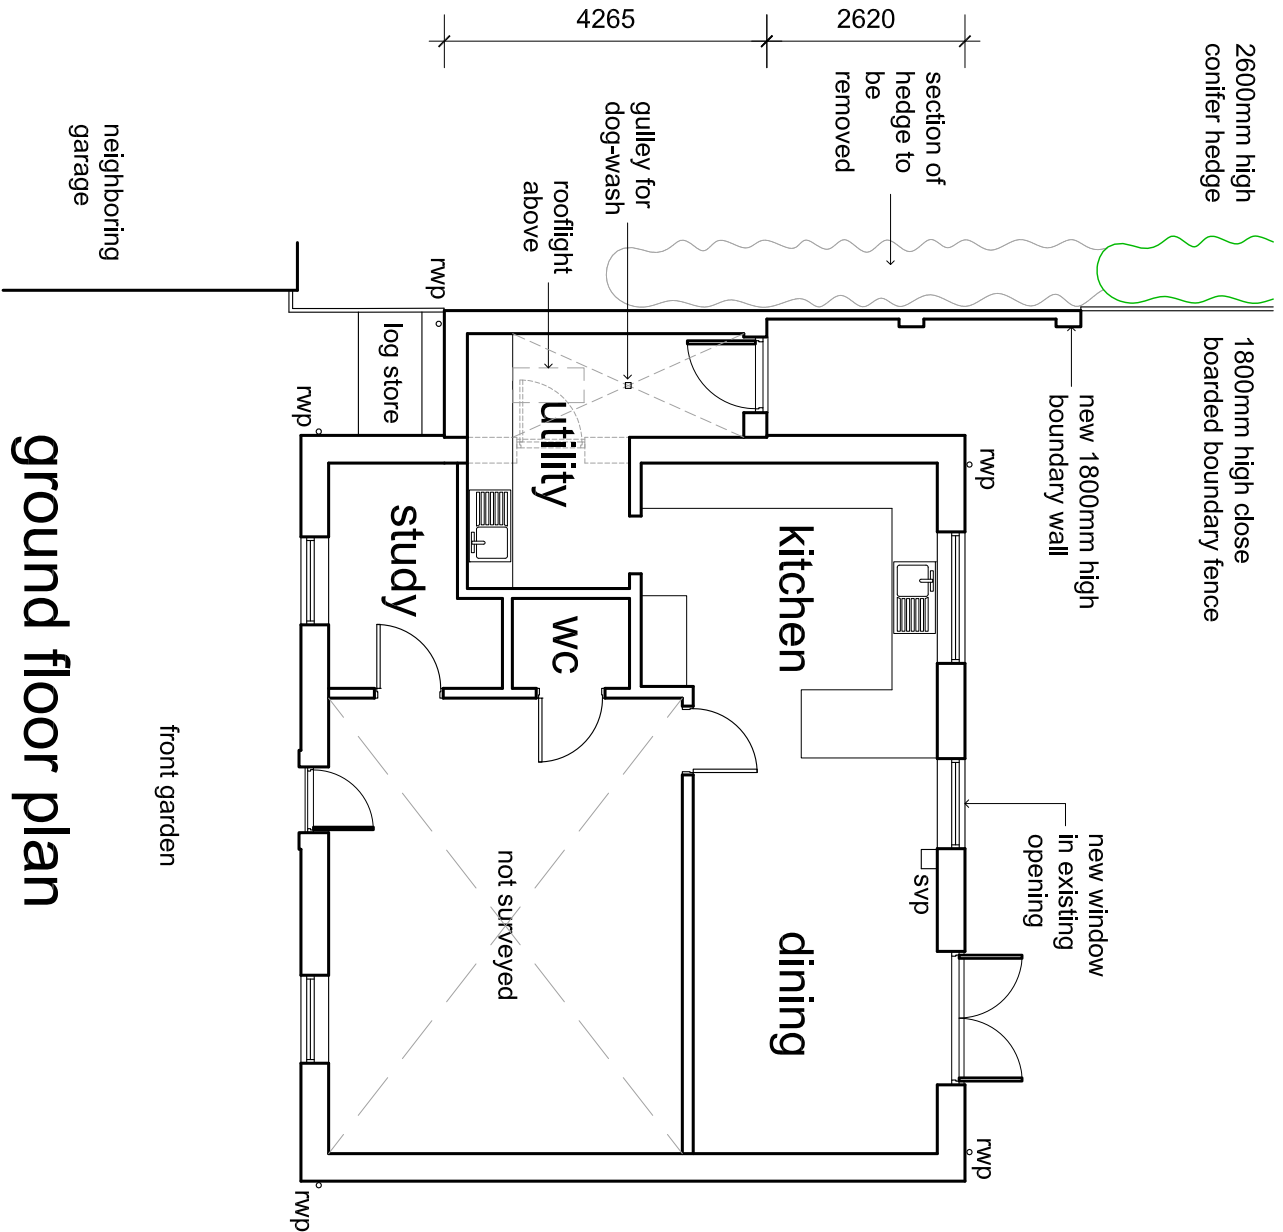 4265
2620
2600mm high
conifer hedge
section of
hedge to
be
removed
gulley for
dog-wash
rooflight
above
neighboring
garage
rwp
log store
rwp
utility
study
wc
kitchen
rwp
new 1800mm high
boundary wall
1800mm high close
boarded boundary fence
new window
in existing
opening
svp
dining
not surveyed
front garden
rwp
rwp
ground floor plan